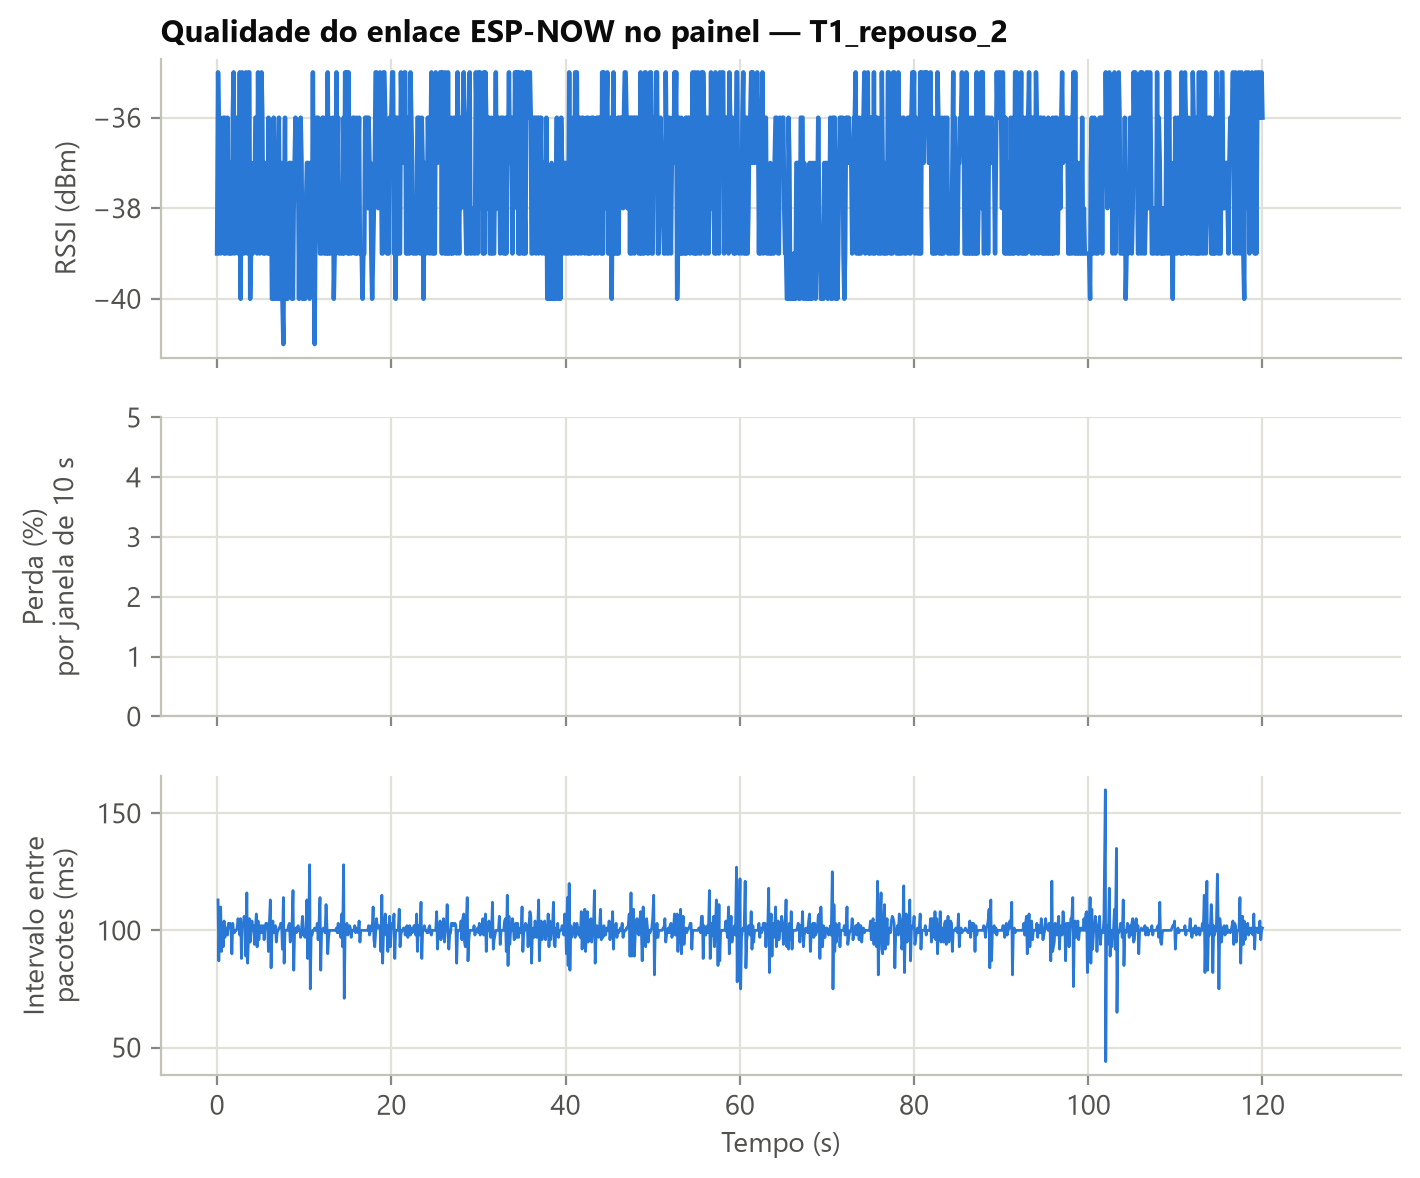 Qualidade do enlace ESP-NOW no painel — T1_repouso_2
RSSI (dBm)
−36
−38
−40
Perda (%)
por janela de 10 s
5
4
3
2
1
0
Intervalo entre
pacotes (ms)
150
100
50
0 20 40 60 80 100 120
Tempo (s)